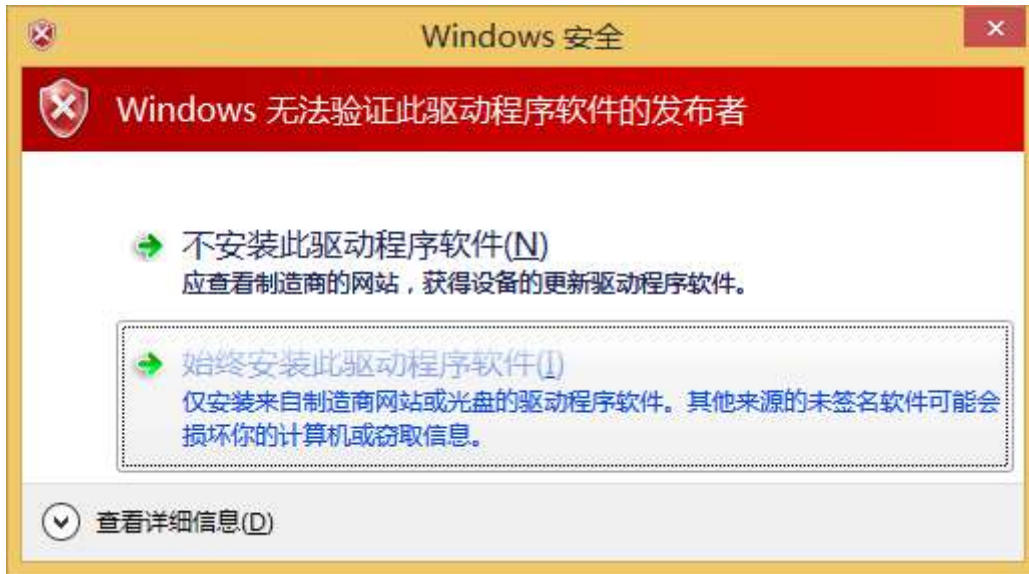 Windows 安全
Windows 无法验证此驱动程序软件的发布者
不安装此驱动程序软件(N)
应查看制造商的网站，获得设备的更新驱动程序软件。
始终安装此驱动程序软件(I)
仅安装来自制造商网站或光盘的驱动程序软件。其他来源的未签名软件可能会
损坏你的计算机或窃取信息。
查看详细信息(D)